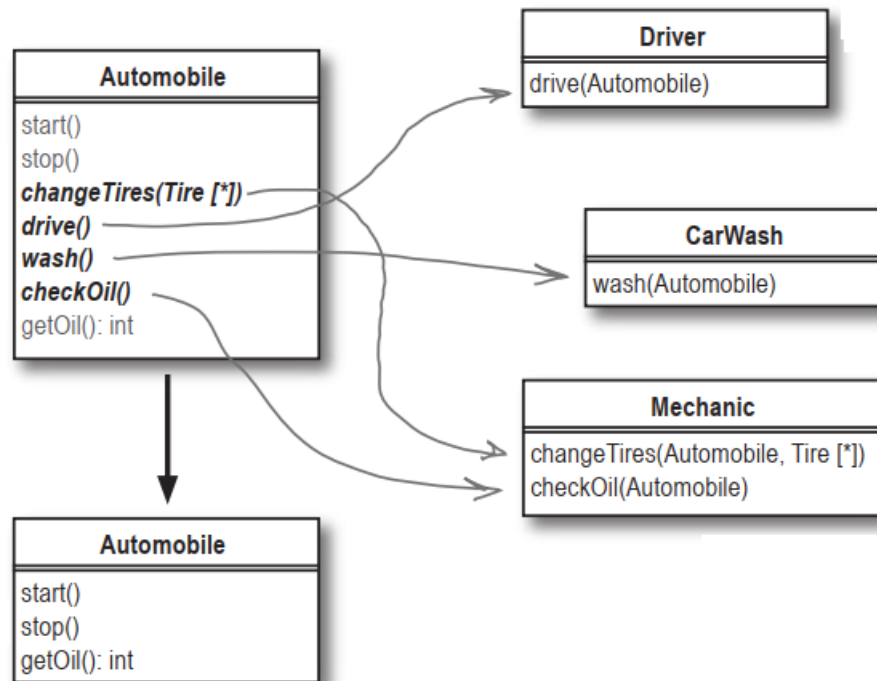 Automobile
start()
stop()
changeTires(Tire [*])
drive()
wash()
checkOil()
getOil(): int
Driver
drive(Automobile)
CarWash
wash(Automobile)
Mechanic
changeTires(Automobile, Tire [*])
checkOil(Automobile)
Automobile
start()
stop()
getOil(): int